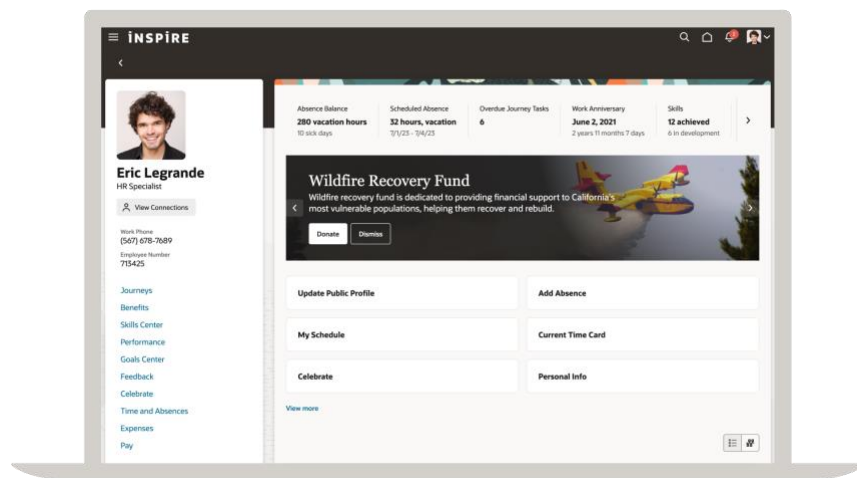 iNSPiRE
3
Eric Legrande
HR Specialist
View Connections
Work Phone
(567) 678-7689
Employee Number
713425
Journeys
Benefits
Skills Center
Performance
Goals Center
Feedback
Celebrate
Time and Absences
Expenses
Pay
Absence Balance
280 vacation hours
10 sick days
Scheduled Absence
32 hours, vacation
7/1/23 - 7/4/23
Overdue Journey Tasks
6
Work Anniversary
June 2, 2021
2 years 11 months 7 days
Skills
12 achieved
6 in development
Wildfire Recovery Fund
Wildfire recovery fund is dedicated to providing financial support to California's
most vulnerable populations, helping them recover and rebuild.
Donate
Dismiss
Update Public Profile
Add Absence
My Schedule
Current Time Card
Celebrate
Personal Info
View more